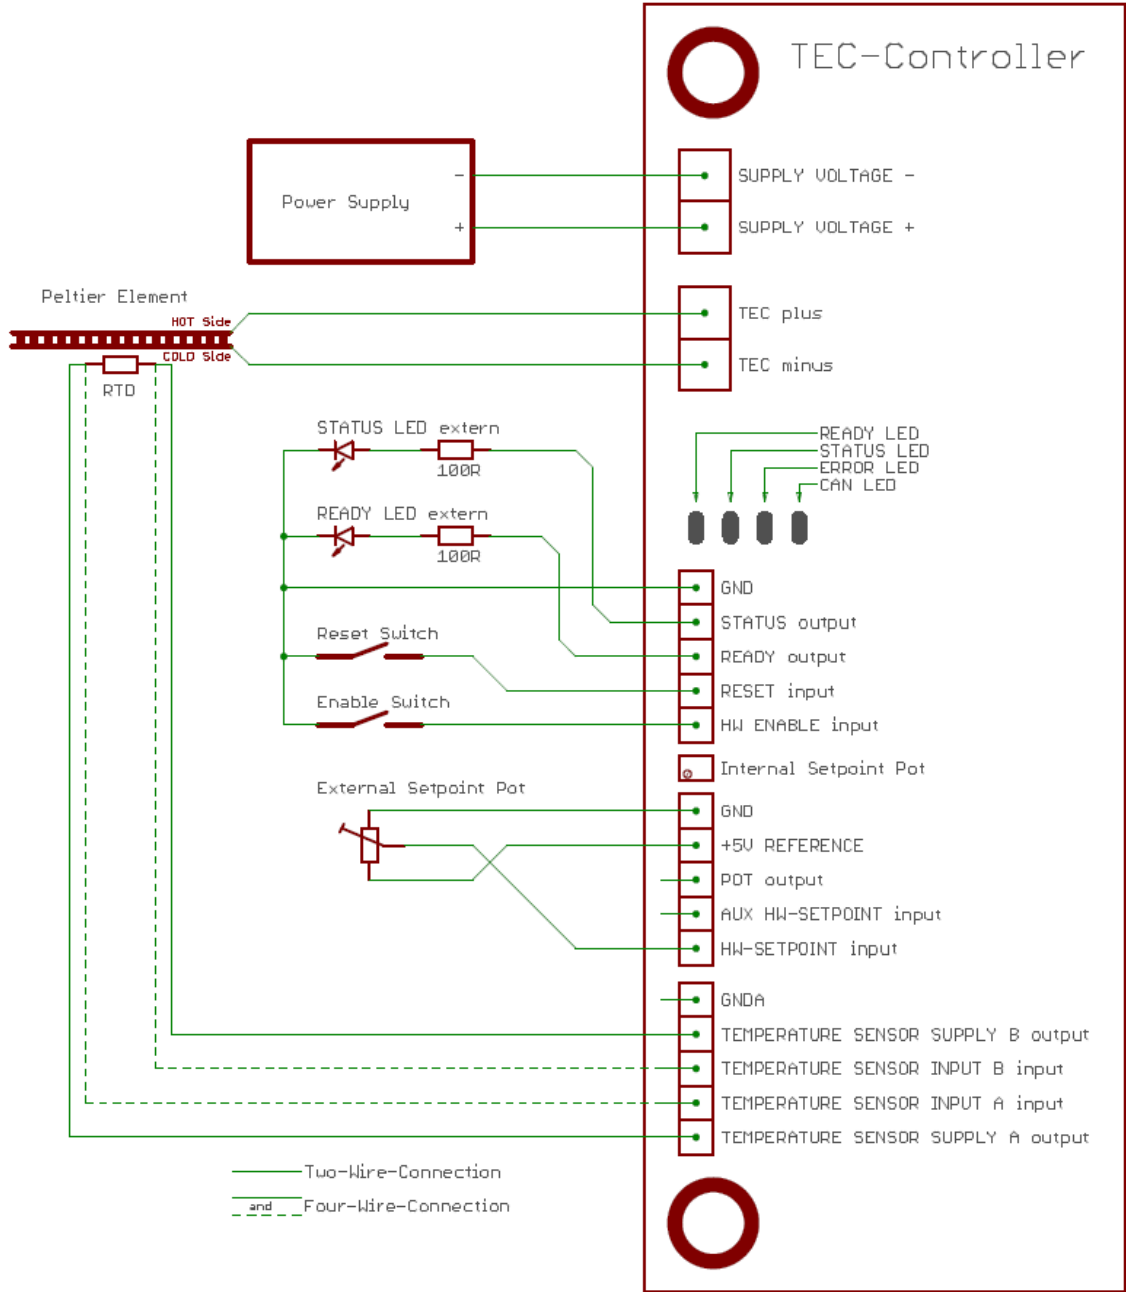 TEC-Controller
SUPPLY VOLTAGE -
SUPPLY VOLTAGE +
Power Supply
-
+
Peltier Element
HOT Side
COLD Side
RTD
TEC plus
TEC minus
STATUS LED extern
100R
READY LED extern
100R
READY LED
STATUS LED
ERROR LED
CAN LED
GND
STATUS output
READY output
RESET input
HW ENABLE input
Reset Switch
Enable Switch
Internal Setpoint Pot
External Setpoint Pot
GND
+5V REFERENCE
POT output
AUX HW-SETPOINT input
HW-SETPOINT input
GNDA
TEMPERATURE SENSOR SUPPLY B output
TEMPERATURE SENSOR INPUT B input
TEMPERATURE SENSOR INPUT A input
TEMPERATURE SENSOR SUPPLY A output
Two-Wire-Connection
and
Four-Wire-Connection